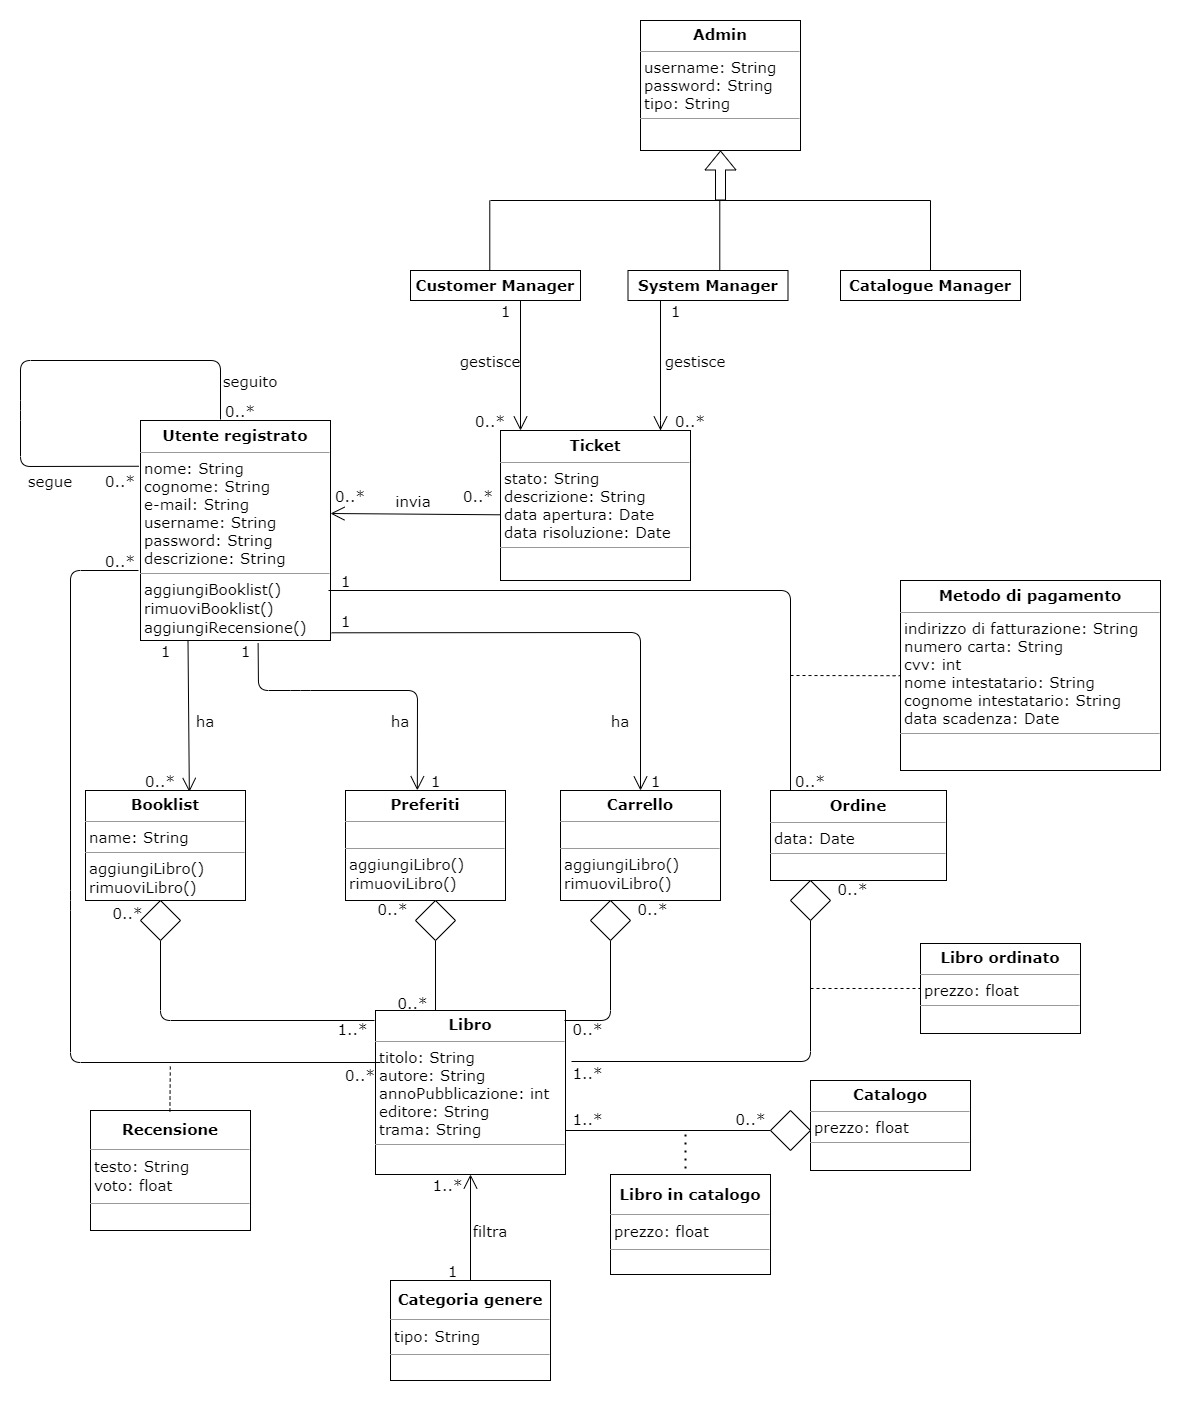 Admin
username: String
password: String
tipo: String
Customer Manager
System Manager
Catalogue Manager
1
1
gestisce
gestisce
0..*
0..*
seguito
0..*
segue
0..*
Utente registrato
nome: String
cognome: String
e-mail: String
username: String
password: String
descrizione: String
aggiungiBooklist()
rimuoviBooklist()
aggiungiRecensione()
0..*
invia
0..*
Ticket
stato: String
descrizione: String
data apertura: Date
data risoluzione: Date
0..*
1
1
1
1
Metodo di pagamento
indirizzo di fatturazione: String
numero carta: String
cvv: int
nome intestatario: String
cognome intestatario: String
data scadenza: Date
ha
ha
ha
0..*
1
1
0..*
Booklist
name: String
aggiungiLibro()
rimuoviLibro()
Preferiti
aggiungiLibro()
rimuoviLibro()
Carrello
aggiungiLibro()
rimuoviLibro()
Ordine
data: Date
0..*
0..*
0..*
0..*
Libro ordinato
prezzo: float
0..*
1..*
0..*
0..*
1..*
Libro
titolo: String
autore: String
annoPubblicazione: int
editore: String
trama: String
1..*
0..*
Catalogo
prezzo: float
Recensione
testo: String
voto: float
Libro in catalogo
prezzo: float
1..*
filtra
1
Categoria genere
tipo: String